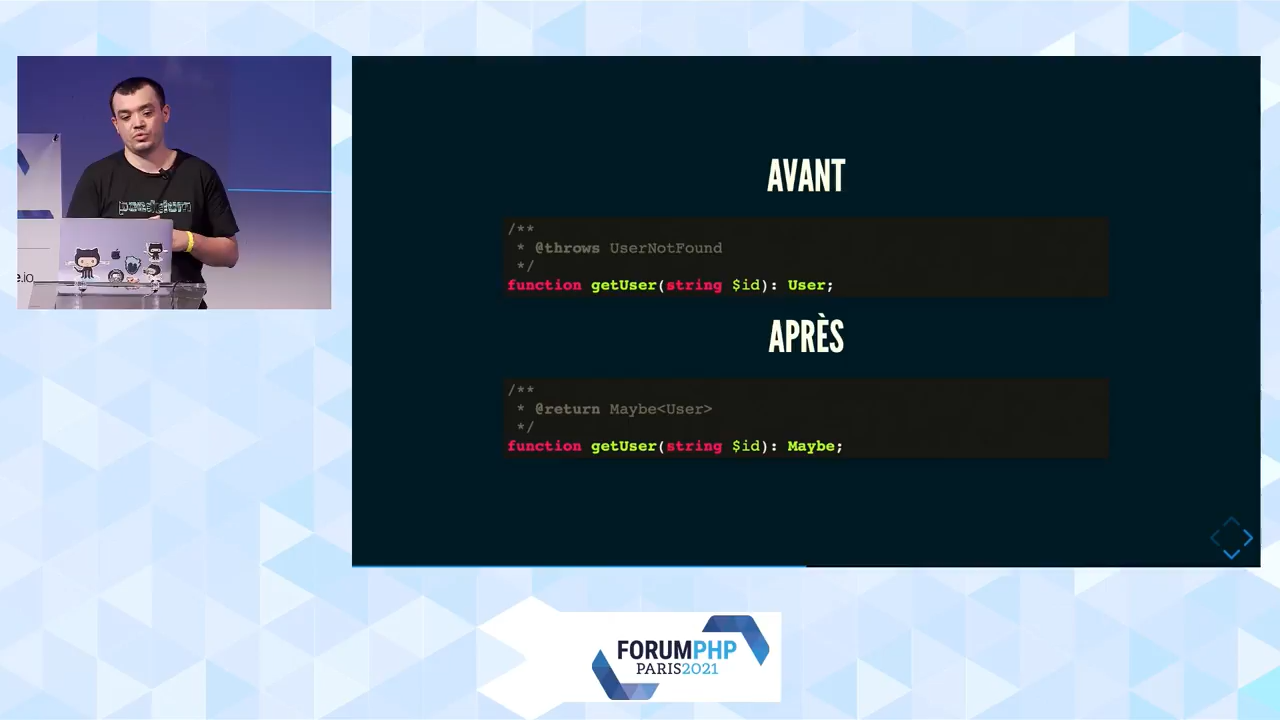 AVANT
/**
 * @throws UserNotFound
 */
function getUser(string $id): User;
APRÈS
/**
 * @return Maybe<User>
 */
function getUser(string $id): Maybe;
e.io
FORUMPHP
PARIS2021